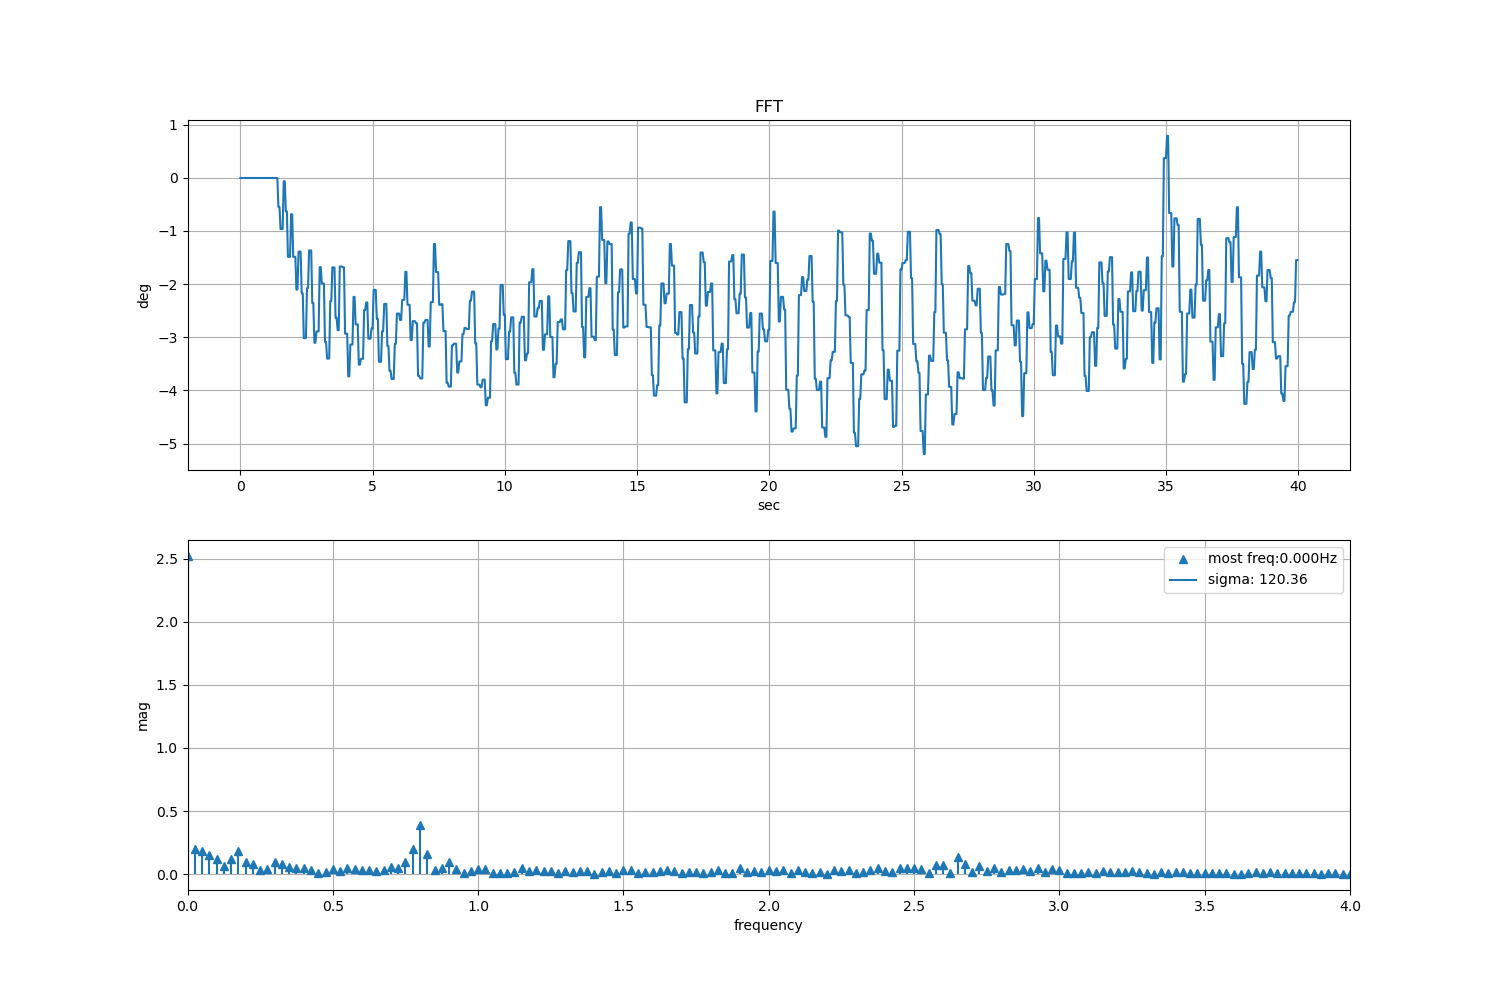 FFT
deg
1
0
−1
−2
−3
−4
−5
0 5 10 15 20 25 30 35 40
sec
mag
2.5
2.0
1.5
1.0
0.5
0.0
most freq:0.000Hz
sigma: 120.36
0.0 0.5 1.0 1.5 2.0 2.5 3.0 3.5 4.0
frequency